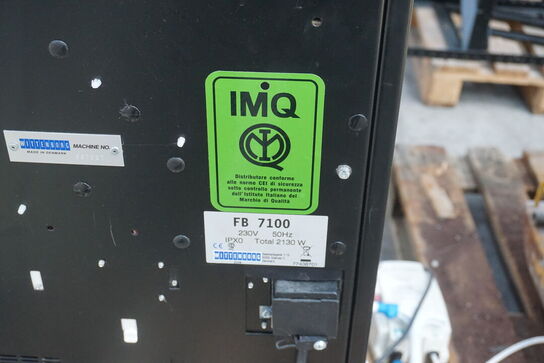 WITTENBORG
MACHINE NO.
MADE IN DENMARK
IMQ
Distributore conforme
alle norme CEI di sicurezza
sotto controllo permanente
dell'Istituto Italiano del
Marchio di Qualità
FB 7100
230V 50Hz
IPX0 Total 2130 W
CE
WITTENBORG